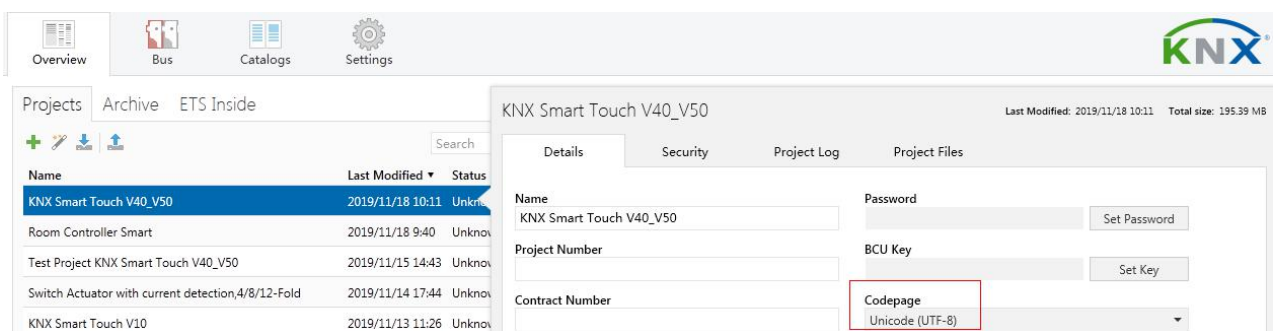 Overview Bus Catalogs Settings
KNX
Projects Archive ETS Inside
Search
Name Last Modified Status
KNX Smart Touch V40_V50 2019/11/18 10:11
Room Controller Smart 2019/11/18 9:40
Test Project KNX Smart Touch V40_V50 2019/11/15 14:43
Switch Actuator with current detection,4/8/12-Fold 2019/11/14 17:44
KNX Smart Touch V10 2019/11/13 11:26
KNX Smart Touch V40_V50
Last Modified: 2019/11/18 10:11 Total size: 195.39 MB
Details Security Project Log Project Files
Name
KNX Smart Touch V40_V50
Project Number
Contract Number
Password
Set Password
BCU Key
Set Key
Codepage
Unicode (UTF-8)